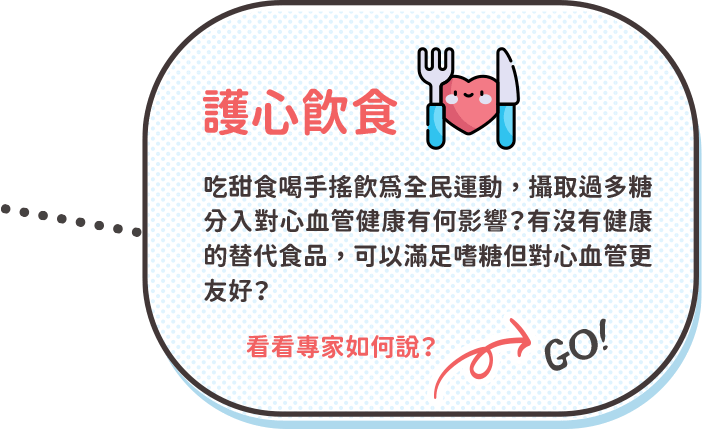 護心飲食
吃甜食喝手搖飲爲全民運動，攝取過多糖
分入對心血管健康有何影響？有沒有健康
的替代食品，可以滿足嗜糖但對心血管更
友好？
看看專家如何說？
GO!